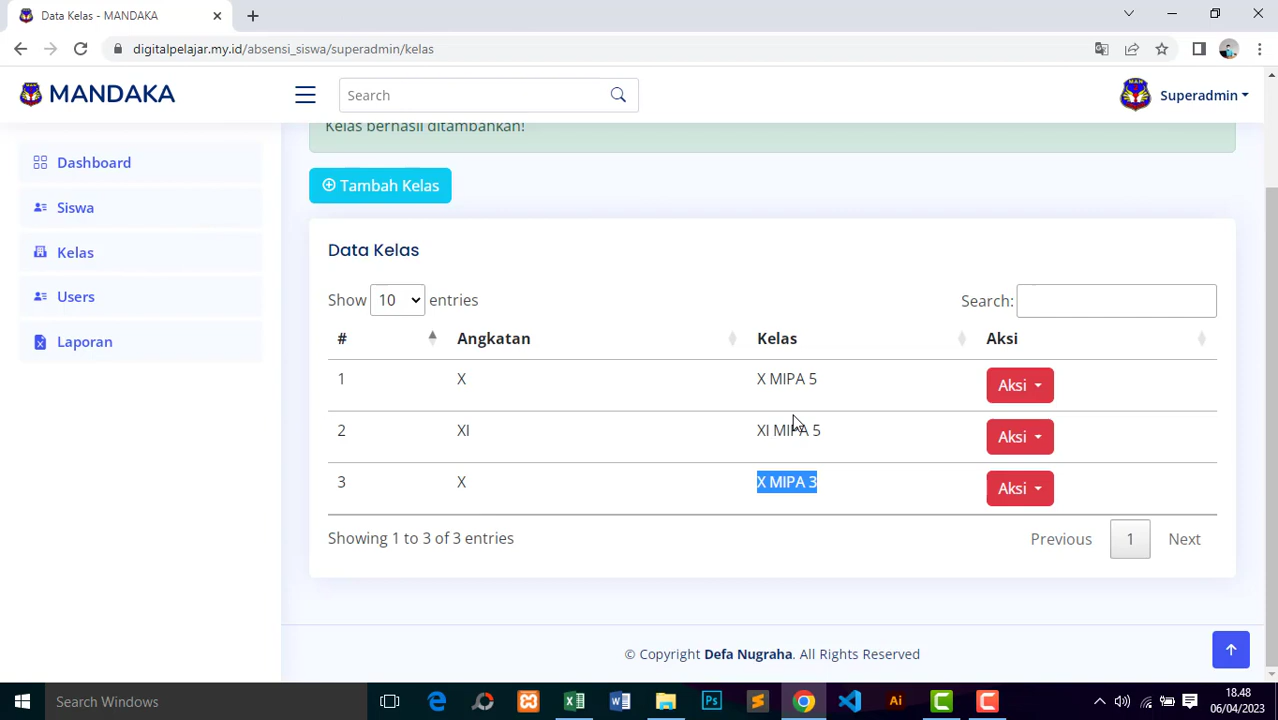 Data Kelas - MANDAKA
digitalpelajar.my.id/absensi_siswa/superadmin/kelas
MANDAKA
Search
Superadmin
Dashboard
Siswa
Kelas
Users
Laporan
Kelas berhasil ditambahkan!
Tambah Kelas
Data Kelas
Show 10 entries
Search:
# Angkatan Kelas Aksi
1 X X MIPA 5 Aksi
2 XI XI MIPA 5 Aksi
3 X X MIPA 3 Aksi
Showing 1 to 3 of 3 entries
Previous 1 Next
© Copyright Defa Nugraha. All Rights Reserved
Search Windows
18.48
06/04/2023